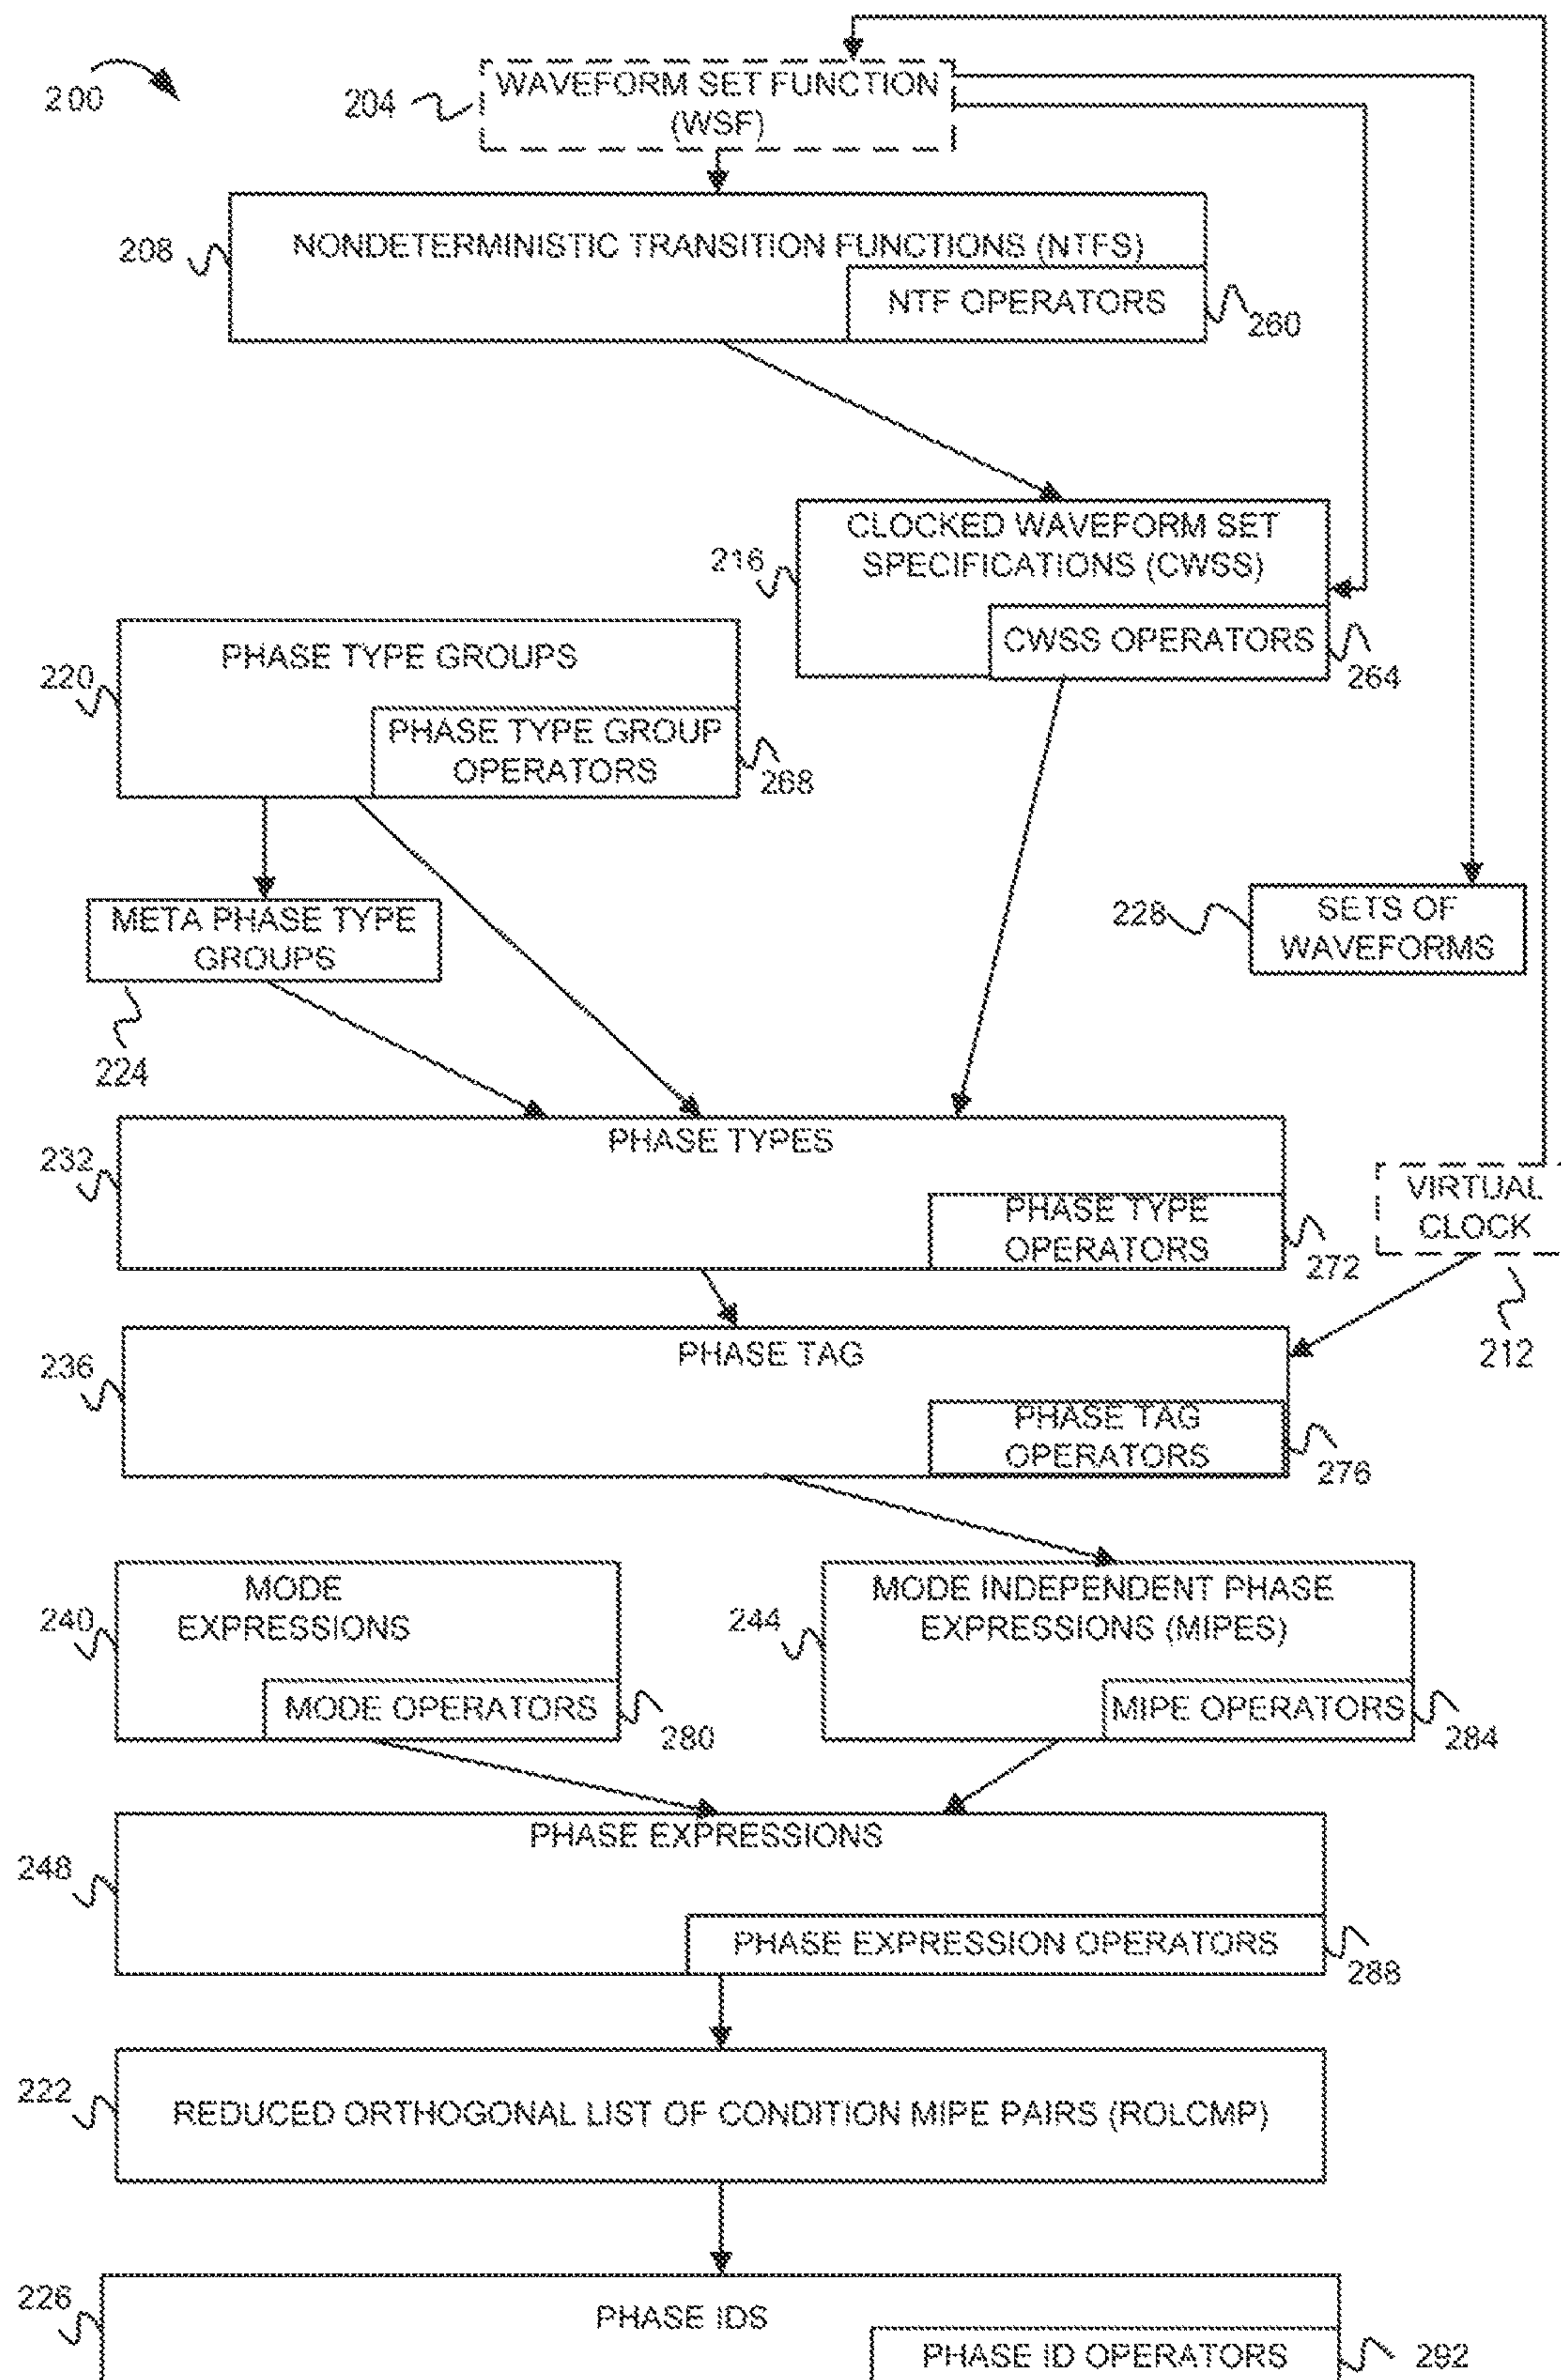 200
204
WAVEFORM SET FUNCTION
(WSF)
208
NONDETERMINISTIC TRANSITION FUNCTIONS (NTFS)
NTF OPERATORS
260
216
CLOCKED WAVEFORM SET
SPECIFICATIONS (CWSS)
CWSS OPERATORS
264
220
PHASE TYPE GROUPS
PHASE TYPE GROUP
OPERATORS
268
META PHASE TYPE
GROUPS
224
228
SETS OF
WAVEFORMS
232
PHASE TYPES
PHASE TYPE
OPERATORS
272
VIRTUAL
CLOCK
212
236
PHASE TAG
PHASE TAG
OPERATORS
276
240
MODE
EXPRESSIONS
MODE OPERATORS
280
244
MODE INDEPENDENT PHASE
EXPRESSIONS (MIPES)
MIPE OPERATORS
284
248
PHASE EXPRESSIONS
PHASE EXPRESSION OPERATORS
288
222
REDUCED ORTHOGONAL LIST OF CONDITION MIPE PAIRS (ROLCMP)
226
PHASE IDS
PHASE ID OPERATORS
292